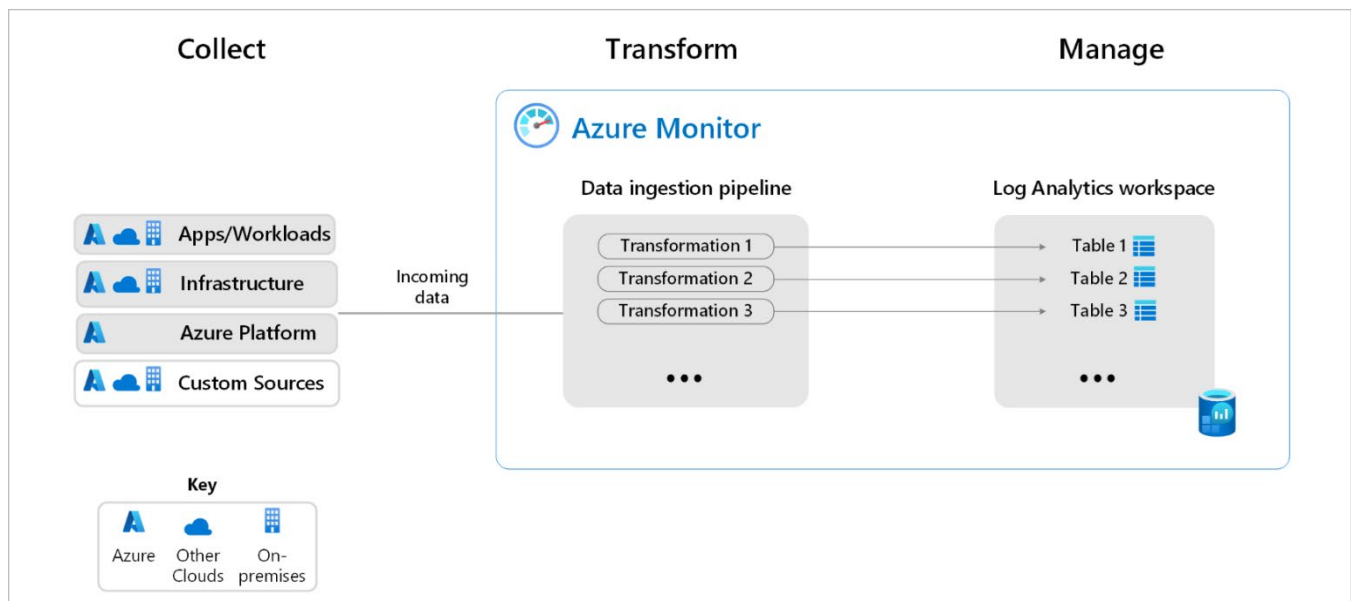 Collect
Transform
Manage
Azure Monitor
Data ingestion pipeline
Log Analytics workspace
Apps/Workloads
Infrastructure
Azure Platform
Custom Sources
Incoming
data
Transformation 1
Transformation 2
Transformation 3
•••
Table 1
Table 2
Table 3
•••
Key
Azure
Other
Clouds
On-
premises